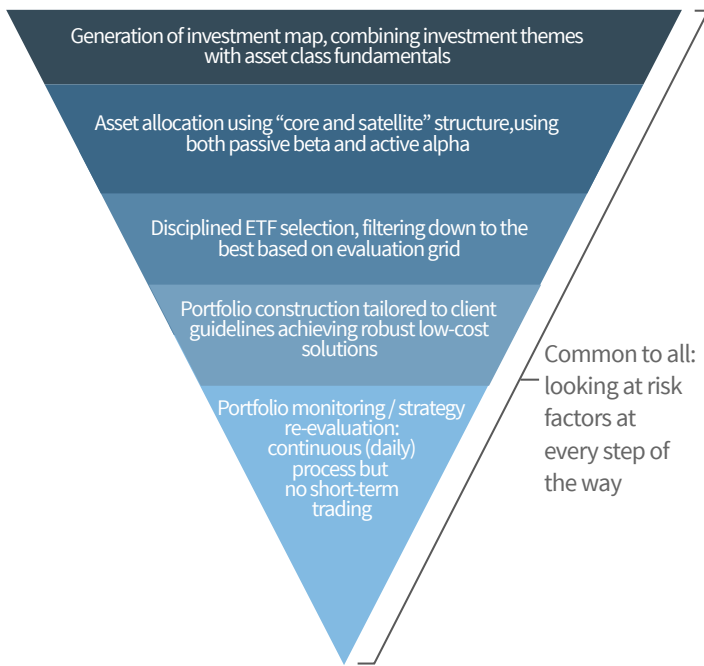 Generation of investment map, combining investment themes
with asset class fundamentals
Asset allocation using “core and satellite” structure,using
both passive beta and active alpha
Disciplined ETF selection, filtering down to the
best based on evaluation grid
Portfolio construction tailored to client
guidelines achieving robust low-cost
solutions
Portfolio monitoring / strategy
re-evaluation:
continuous (daily)
process but
no short-term
trading
Common to all:
looking at risk
factors at
every step of
the way